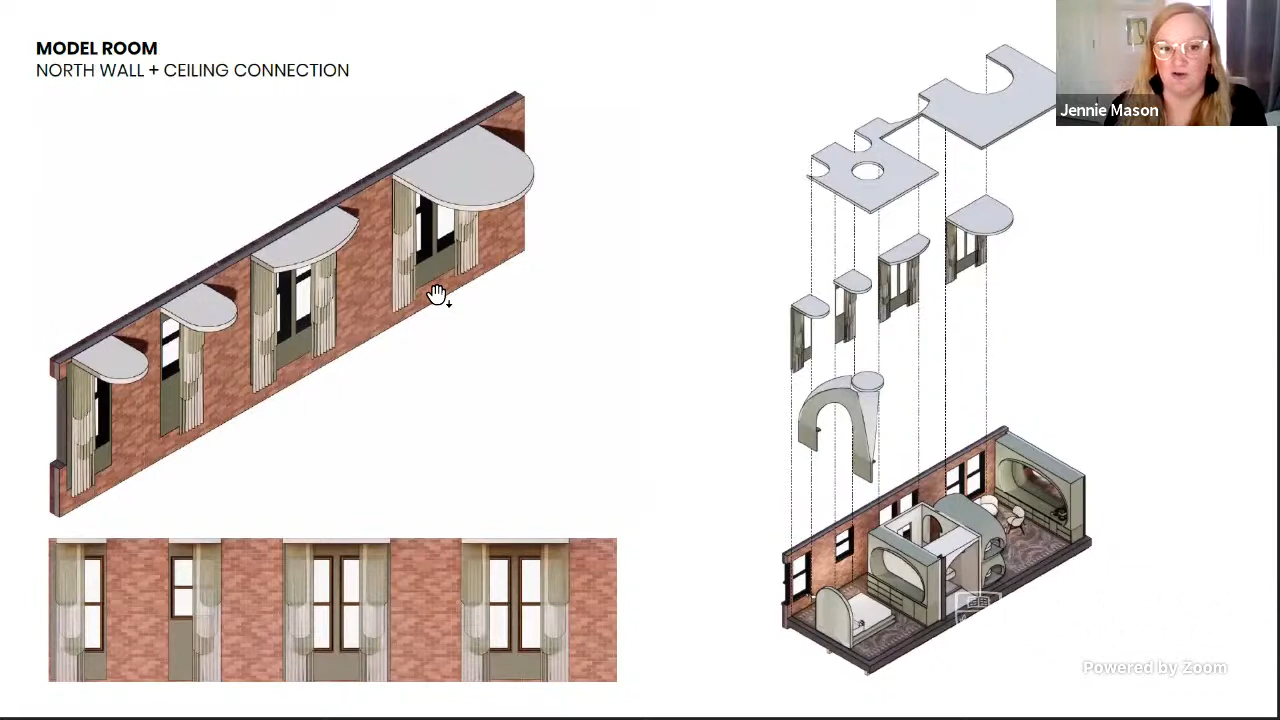 MODEL ROOM
NORTH WALL + CEILING CONNECTION
Jennie Mason
Powered by Zoom